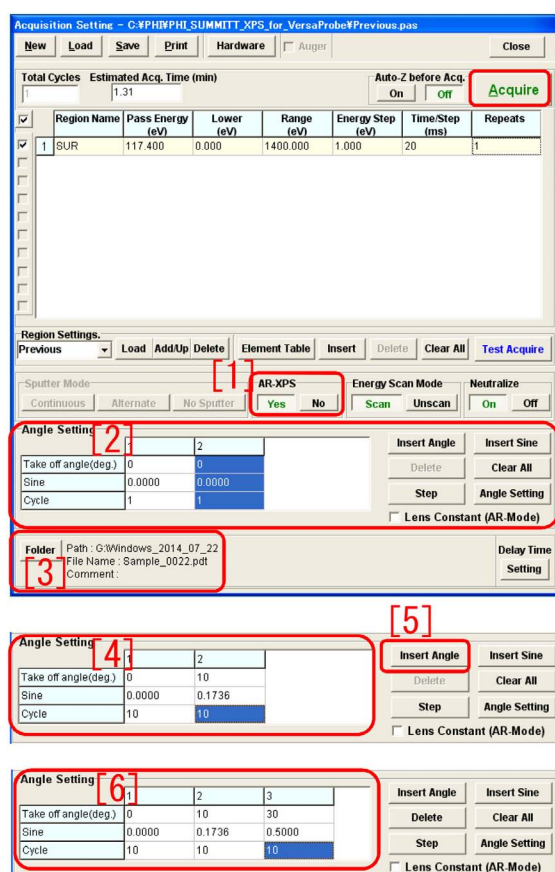 Acquisition Setting - C:¥PHI¥PHI_SUMMITT_XPS_for_VersaProbe¥Previous.pas
New Load Save Print Hardware Auger Close
Total Cycles Estimated Acq. Time (min) Auto-Z before Acq.
1 1.31 On Off Acquire
Region Name Pass Energy (eV) Lower (eV) Range (eV) Energy Step (eV) Time/Step (ms) Repeats
1 SUR 117.400 0.000 1400.000 1.000 20 1
Region Settings.
Previous Load Add/Up Delete Element Table Insert Delete Clear All Test Acquire
[1]
Sputter Mode AR-XPS Energy Scan Mode Neutralize
Continuous Alternate No Sputter Yes No Scan Unscan On Off
Angle Setting [2]
1 2 Insert Angle Insert Sine
Take off angle(deg.) 0 0 Delete Clear All
Sine 0.0000 0.0000
Cycle 1 1 Step Angle Setting
Lens Constant (AR-Mode)
Folder Path : G:Windows_2014_07_22 Delay Time
[3] File Name : Sample_0022.pdt Setting
Comment :
[5]
Angle Setting [4]
1 2 Insert Angle Insert Sine
Take off angle(deg.) 0 10 Delete Clear All
Sine 0.0000 0.1736
Cycle 10 10 Step Angle Setting
Lens Constant (AR-Mode)
Angle Setting [6]
1 2 3 Insert Angle Insert Sine
Take off angle(deg.) 0 10 30 Delete Clear All
Sine 0.0000 0.1736 0.5000
Cycle 10 10 10 Step Angle Setting
Lens Constant (AR-Mode)